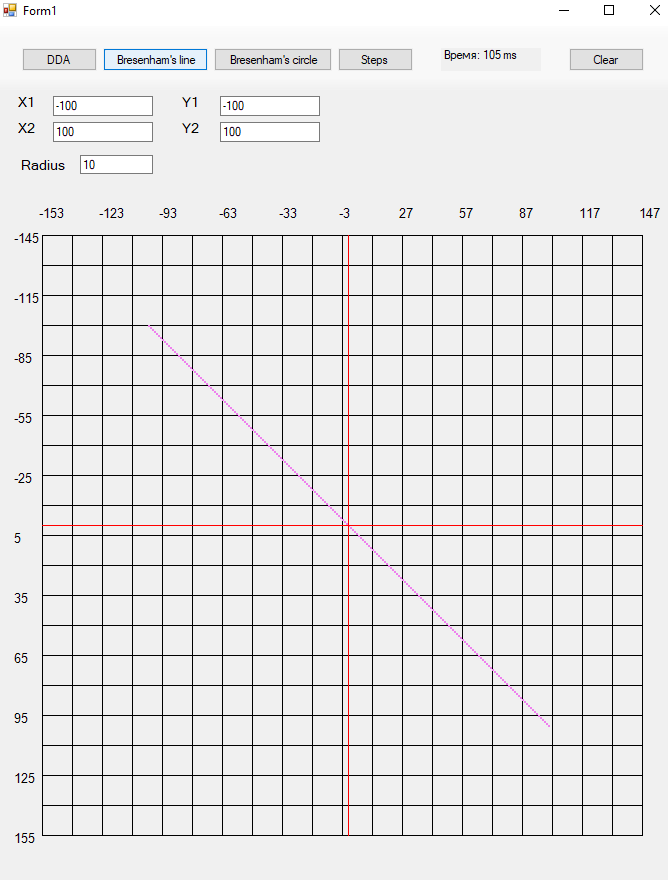 Form1
DDA Bresenham's line Bresenham's circle Steps Время: 105 ms Clear
X1 -100 Y1 -100
X2 100 Y2 100
Radius 10
-153 -123 -93 -63 -33 -3 27 57 87 117 147
-145
-115
-85
-55
-25
5
35
65
95
125
155